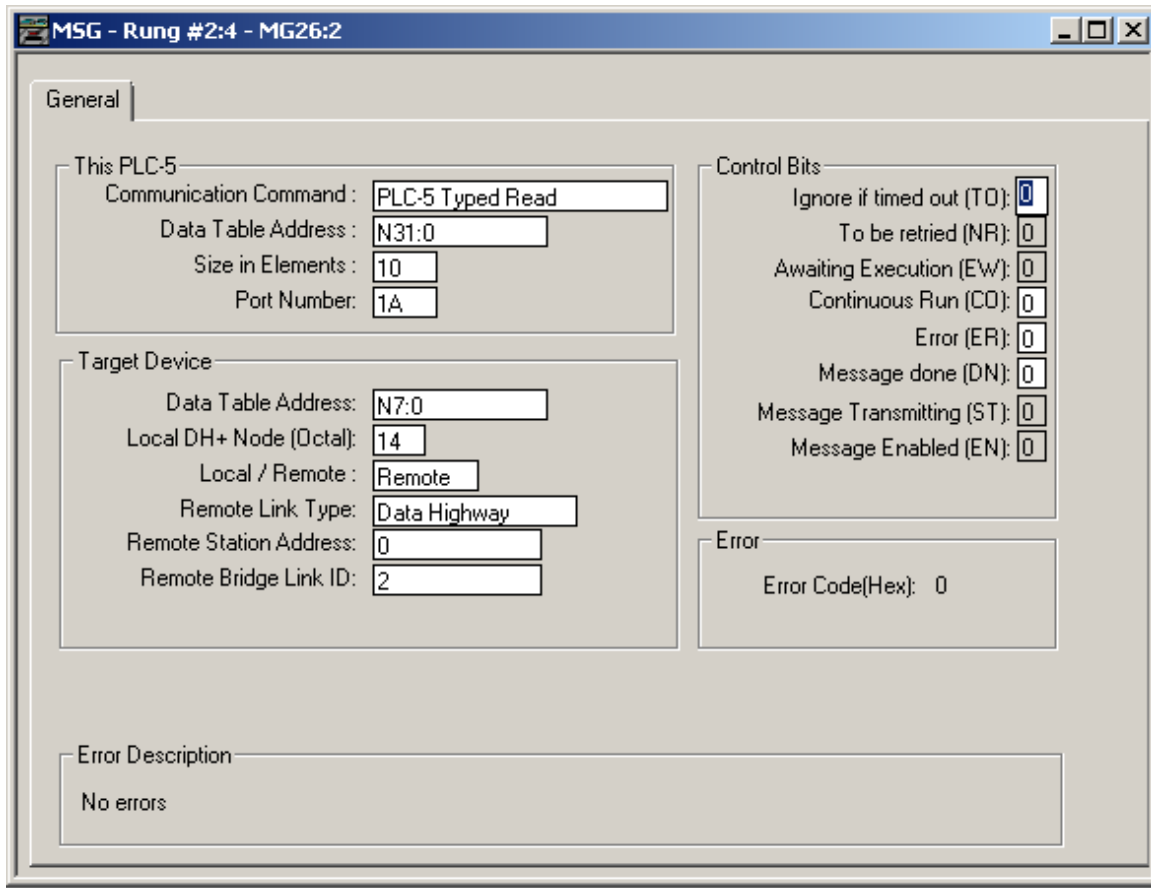 MSG - Rung #2:4 - MG26:2
General
This PLC-5
Communication Command : PLC-5 Typed Read
Data Table Address : N31:0
Size in Elements : 10
Port Number: 1A
Target Device
Data Table Address: N7:0
Local DH+ Node (Octal): 14
Local / Remote : Remote
Remote Link Type: Data Highway
Remote Station Address: 0
Remote Bridge Link ID: 2
Control Bits
Ignore if timed out (TO): 0
To be retried (NR): 0
Awaiting Execution (EW): 0
Continuous Run (CO): 0
Error (ER): 0
Message done (DN): 0
Message Transmitting (ST): 0
Message Enabled (EN): 0
Error
Error Code(Hex): 0
Error Description
No errors